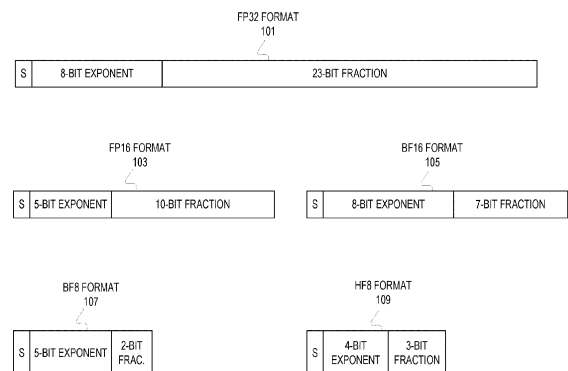 FP32 FORMAT
101
S 8-BIT EXPONENT 23-BIT FRACTION
FP16 FORMAT
103
S 5-BIT EXPONENT 10-BIT FRACTION
BF16 FORMAT
105
S 8-BIT EXPONENT 7-BIT FRACTION
BF8 FORMAT
107
S 5-BIT EXPONENT 2-BIT
FRAC.
HF8 FORMAT
109
S 4-BIT
EXPONENT 3-BIT
FRACTION